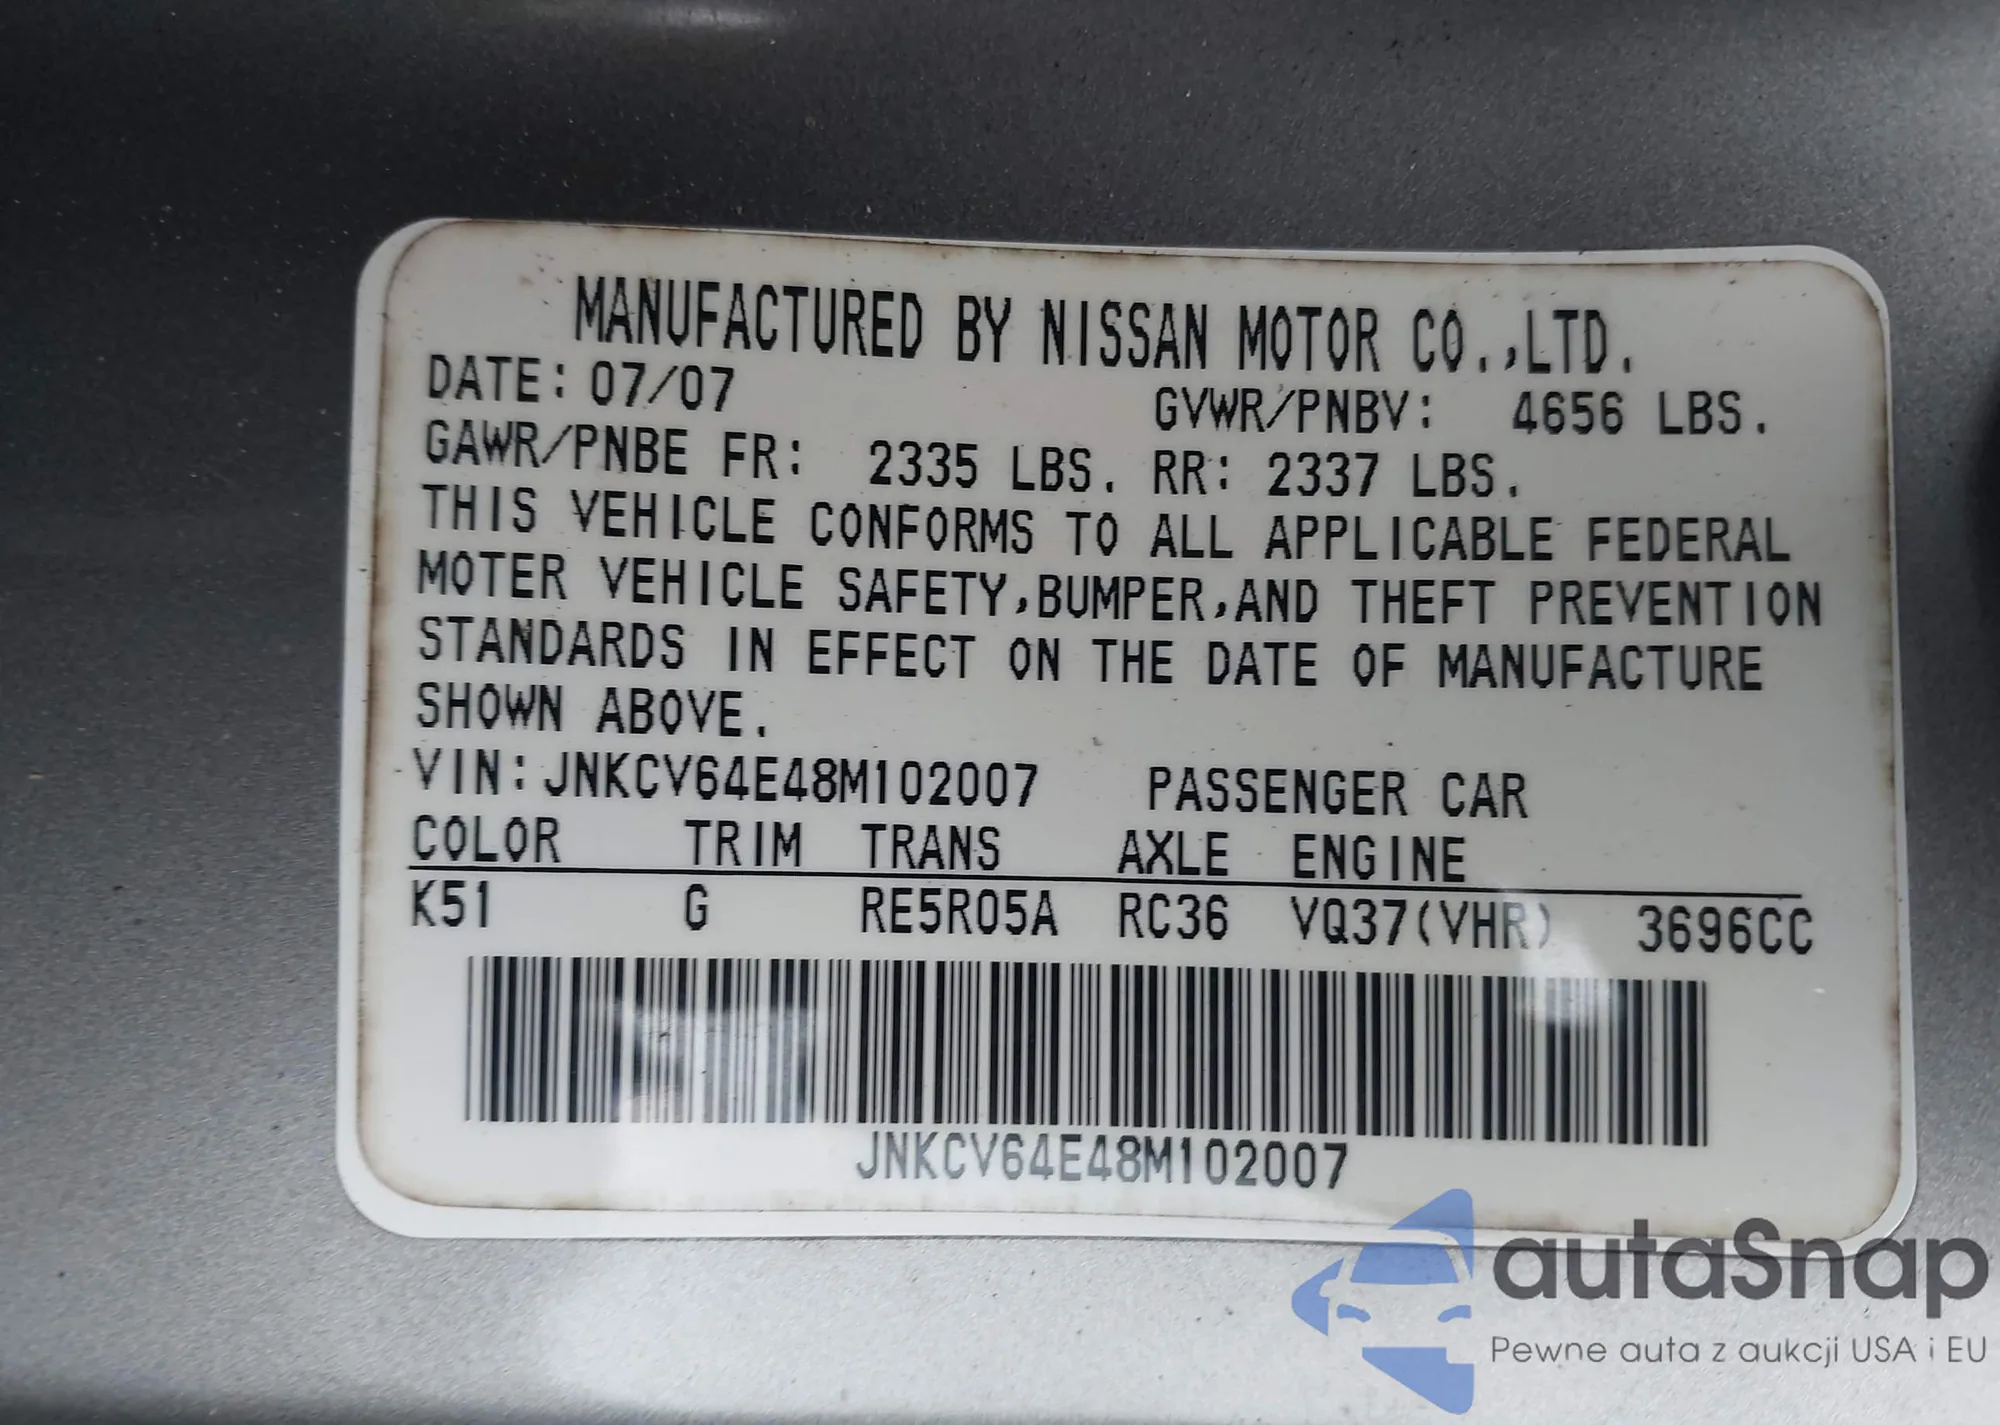 MANUFACTURED BY NISSAN MOTOR CO.,LTD.
DATE: 07/07 GVWR/PNBV: 4656 LBS.
GAWR/PNBE FR: 2335 LBS. RR: 2337 LBS.
THIS VEHICLE CONFORMS TO ALL APPLICABLE FEDERAL
MOTER VEHICLE SAFETY,BUMPER,AND THEFT PREVENTION
STANDARDS IN EFFECT ON THE DATE OF MANUFACTURE
SHOWN ABOVE.
VIN:JNKCV64E48M102007 PASSENGER CAR
COLOR TRIM TRANS AXLE ENGINE
K51 G RE5R05A RC36 VQ37(VHR) 3696CC
JNKCV64E48M102007
autaSnap
Pewne auta z aukcji USA i EU